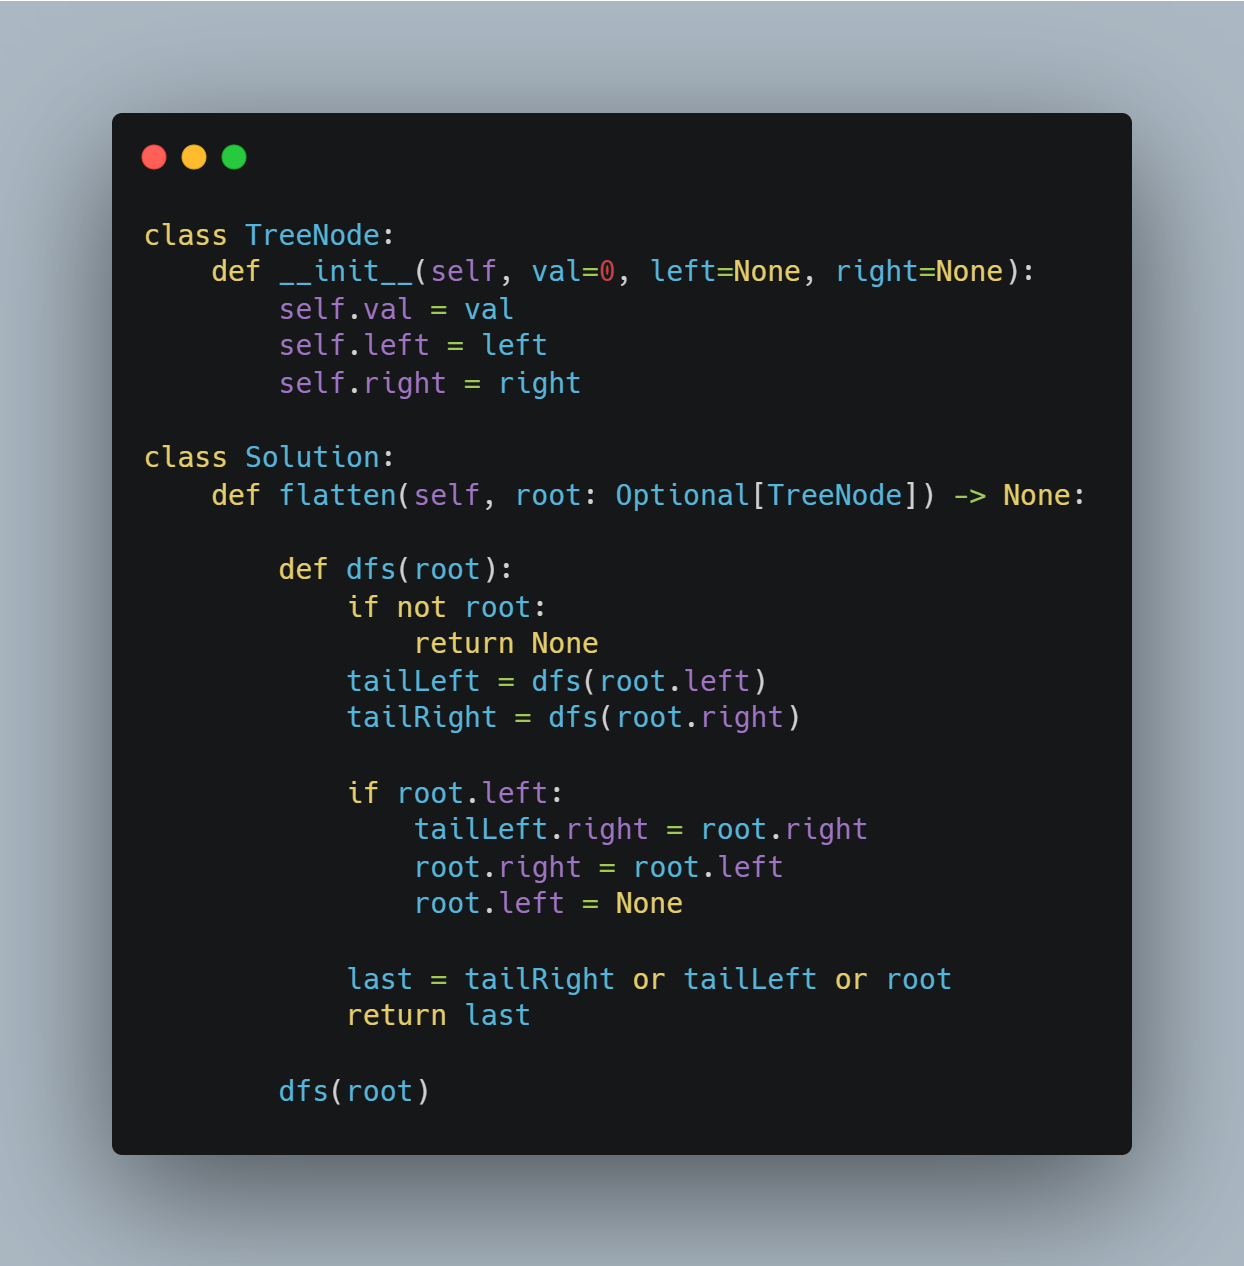 class TreeNode:
    def __init__(self, val=0, left=None, right=None):
        self.val = val
        self.left = left
        self.right = right

class Solution:
    def flatten(self, root: Optional[TreeNode]) -> None:

        def dfs(root):
            if not root:
                return None
            tailLeft = dfs(root.left)
            tailRight = dfs(root.right)

            if root.left:
                tailLeft.right = root.right
                root.right = root.left
                root.left = None

            last = tailRight or tailLeft or root
            return last

        dfs(root)